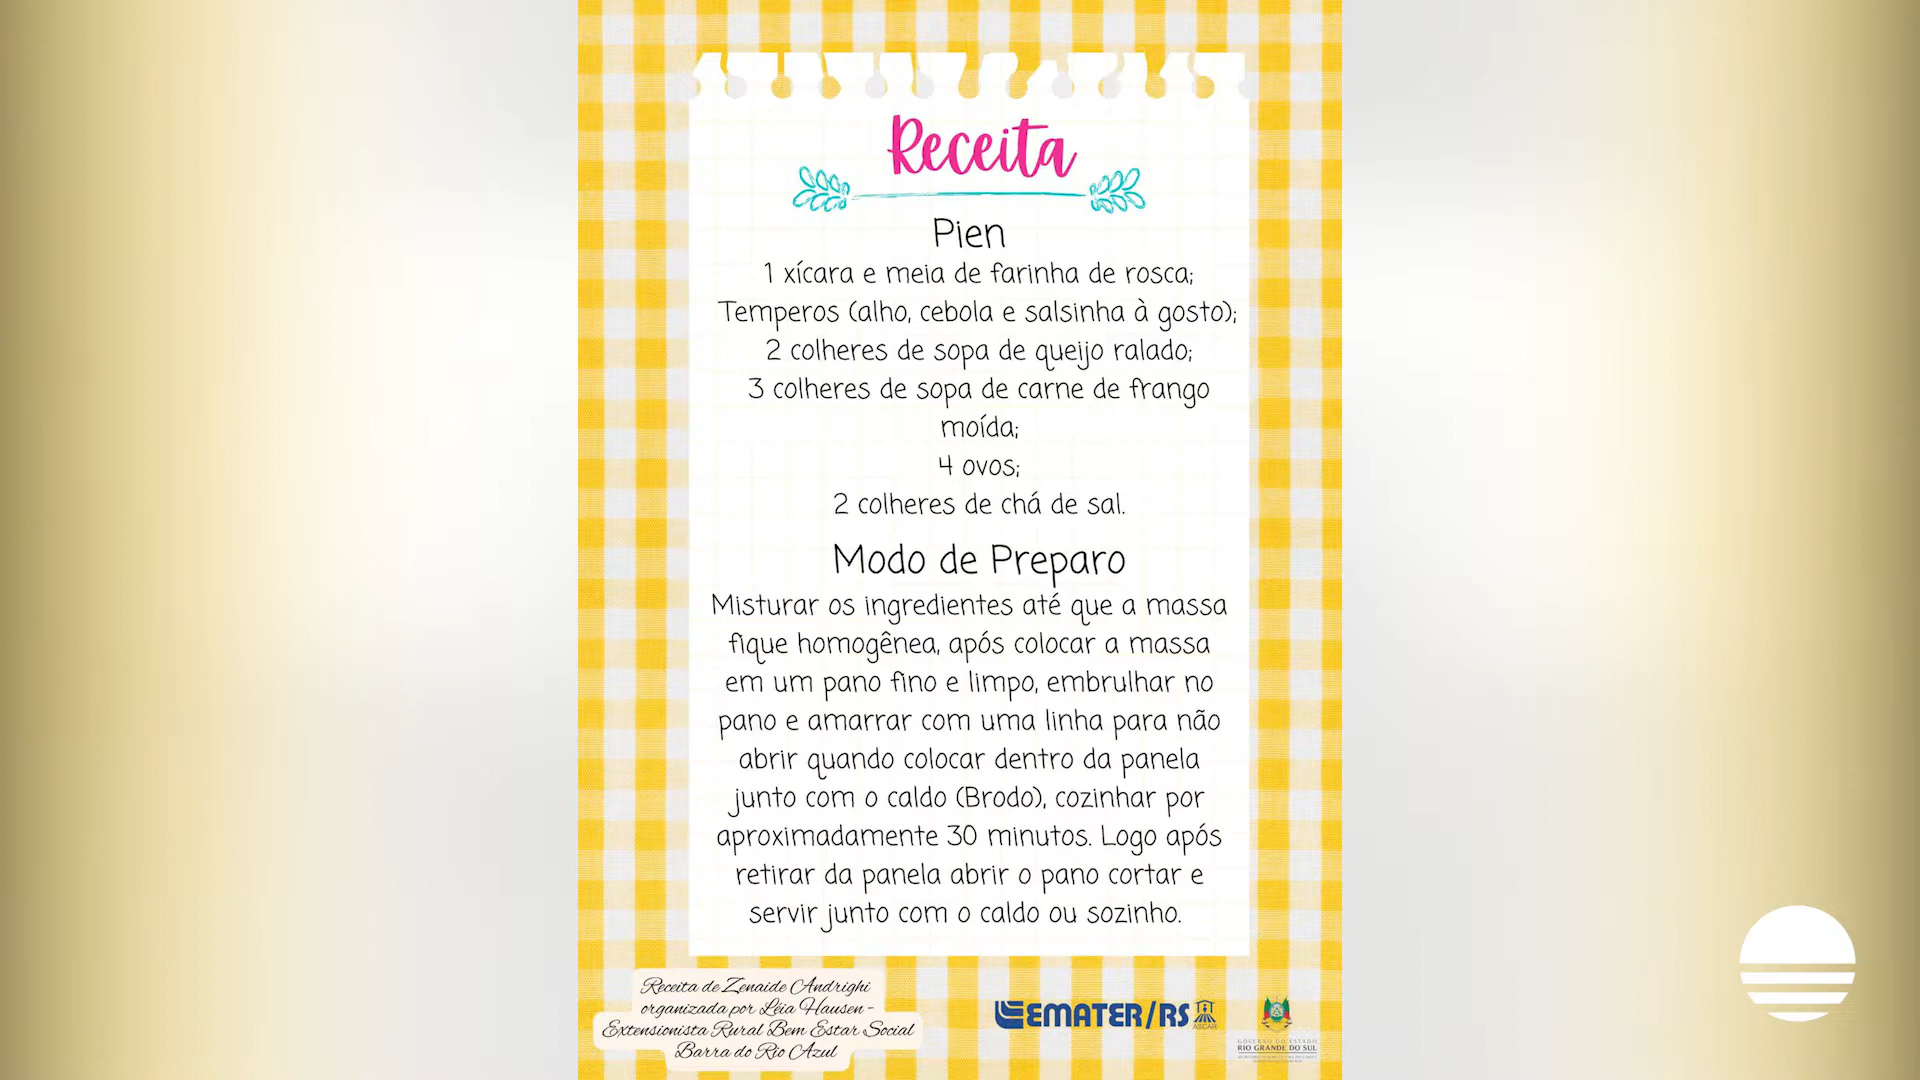 Receita
Pien
1 xícara e meia de farinha de rosca;
Temperos (alho, cebola e salsinha à gosto);
2 colheres de sopa de queijo ralado;
3 colheres de sopa de carne de frango
moída;
4 ovos;
2 colheres de chá de sal.
Modo de Preparo
Misturar os ingredientes até que a massa
fique homogênea, após colocar a massa
em um pano fino e limpo, embrulhar no
pano e amarrar com uma linha para não
abrir quando colocar dentro da panela
junto com o caldo (Brodo), cozinhar por
aproximadamente 30 minutos. Logo após
retirar da panela abrir o pano cortar e
servir junto com o caldo ou sozinho.
Receita de Zenaide Andrighi
organizada por Léia Hausen -
Extensionista Rural Bem Estar Social
Barra do Rio Azul
EMATER/RS
ASCAR
GOVERNO DO ESTADO
RIO GRANDE DO SUL